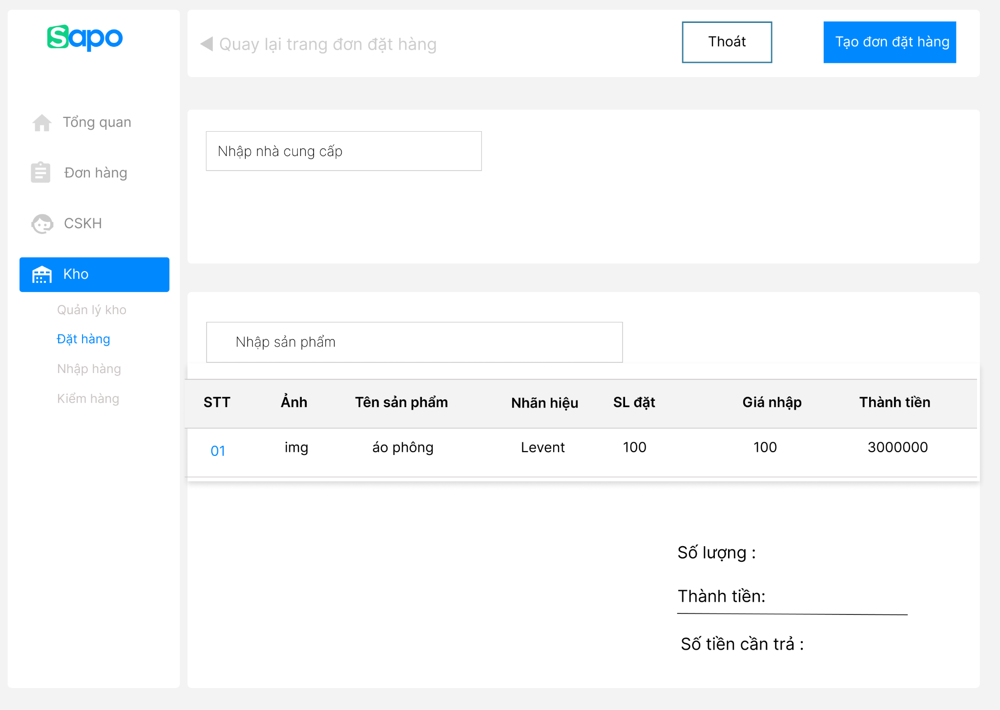 Sapo
Quay lại trang đơn đặt hàng
Thoát
Tạo đơn đặt hàng
Tổng quan
Đơn hàng
CSKH
Kho
Quản lý kho
Đặt hàng
Nhập hàng
Kiểm hàng
Nhập nhà cung cấp
Nhập sản phẩm
STT Ảnh Tên sản phẩm Nhãn hiệu SL đặt Giá nhập Thành tiền
01 img áo phông Levent 100 100 3000000
Số lượng :
Thành tiền:
Số tiền cần trả :